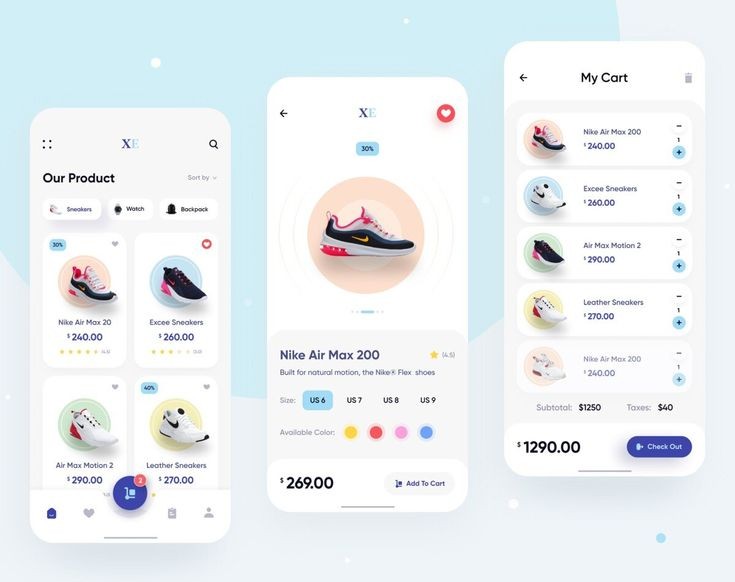 XE
Our Product
Sort by
Sneakers
Watch
Backpack
30%
Nike Air Max 20
$ 240.00
(4.5)
Excee Sneakers
$ 260.00
(3.0)
Air Max Motion 2
$ 290.00
40%
Leather Sneakers
$ 270.00
2
XE
30%
Nike Air Max 200
(4.5)
Built for natural motion, the Nike® Flex shoes
Size: US 6 US 7 US 8 US 9
Available Color:
$ 269.00
Add To Cart
My Cart
Nike Air Max 200
$ 240.00
1
Excee Sneakers
$ 260.00
1
Air Max Motion 2
$ 290.00
1
Leather Sneakers
$ 270.00
1
Nike Air Max 200
$ 240.00
1
Subtotal: $1250 Taxes: $40
$ 1290.00
Check Out